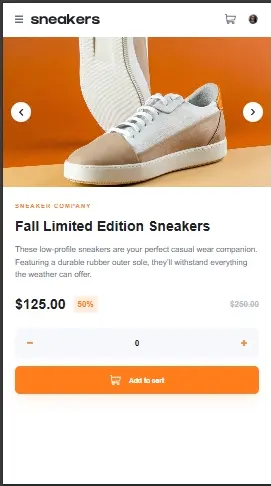 sneakers
SNEAKER COMPANY
Fall Limited Edition Sneakers
These low-profile sneakers are your perfect casual wear companion.
Featuring a durable rubber outer sole, they'll withstand everything
the weather can offer.
$125.00 50% $250.00
− 0 +
Add to cart